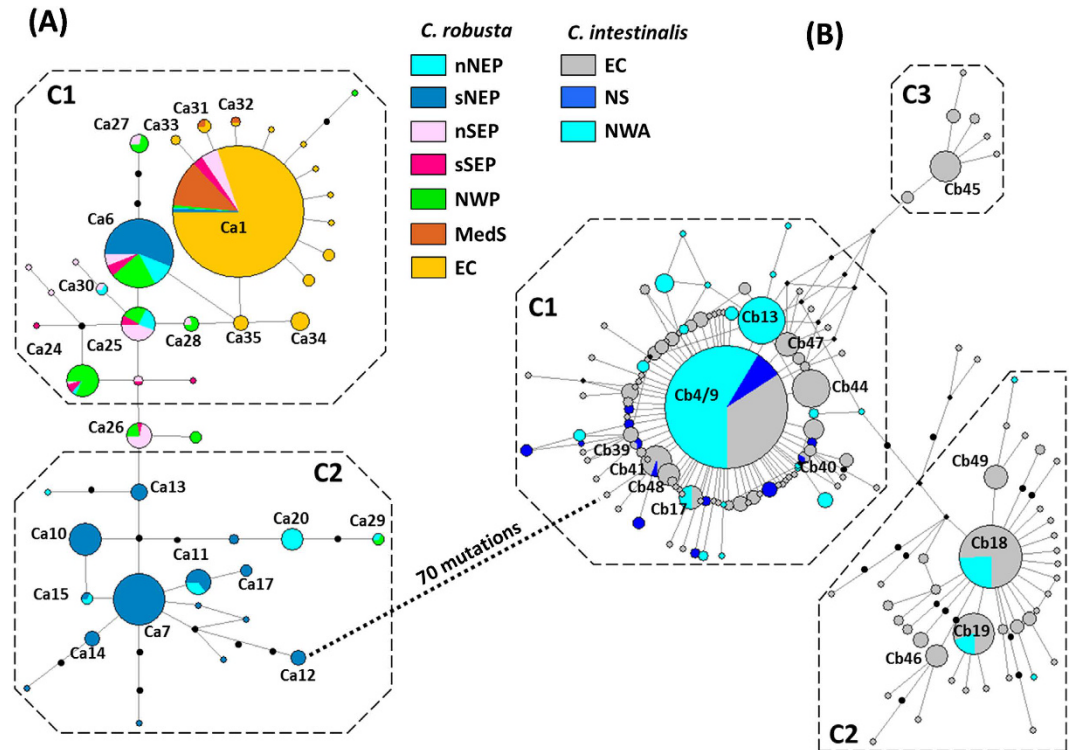 (A)
C. robusta
nNEP
sNEP
nSEP
sSEP
NWP
MedS
EC
C. intestinalis
EC
NS
NWA
(B)
C1
Ca27
Ca33
Ca31
Ca32
Ca6
Ca1
Ca30
Ca24
Ca25
Ca28
Ca35
Ca34
Ca26
C2
Ca13
Ca10
Ca20
Ca29
Ca11
Ca17
Ca15
Ca7
Ca14
Ca12
70 mutations
C3
Cb45
C1
Cb13
Cb47
Cb4/9
Cb44
Cb39
Cb41
Cb48
Cb17
Cb40
Cb49
Cb18
Cb19
Cb46
C2